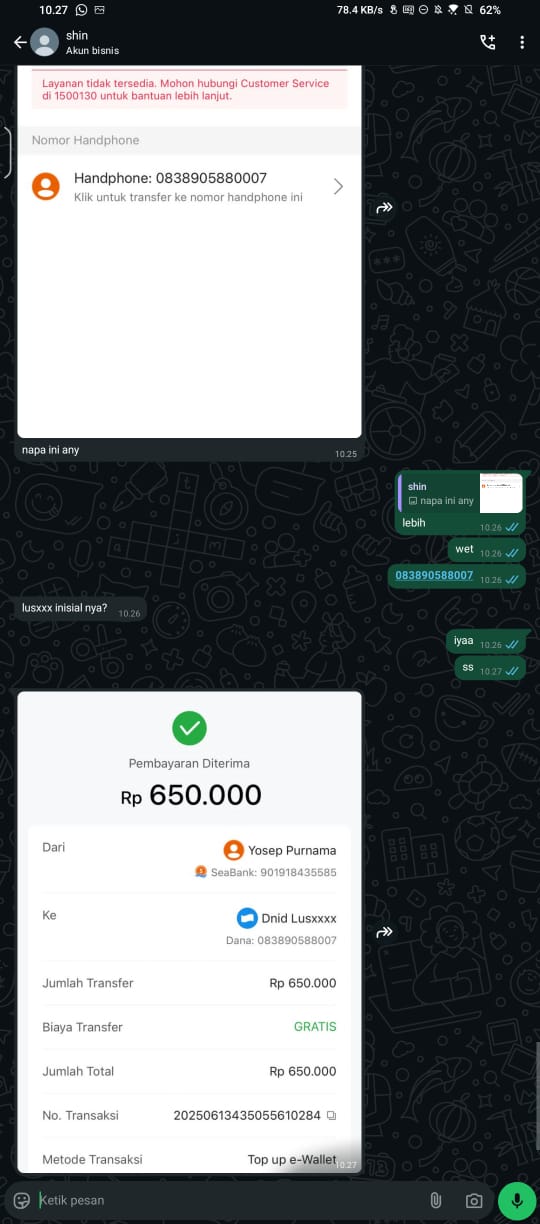 10.27
78.4 KB/s
62%
shin
Akun bisnis
Layanan tidak tersedia. Mohon hubungi Customer Service
di 1500130 untuk bantuan lebih lanjut.
Nomor Handphone
Handphone: 0838905880007
Klik untuk transfer ke nomor handphone ini
napa ini any
10.25
shin
napa ini any
lebih
10.26
wet
10.26
083890588007
10.26
lusxxx inisial nya?
10.26
iyaa
10.26
ss
10.27
Pembayaran Diterima
Rp 650.000
Dari
Yosep Purnama
SeaBank: 901918435585
Ke
Dnid Lusxxxx
Dana: 083890588007
Jumlah Transfer
Rp 650.000
Biaya Transfer
GRATIS
Jumlah Total
Rp 650.000
No. Transaksi
20250613435055610284
Metode Transaksi
Top up e-Wallet
10.27
Ketik pesan